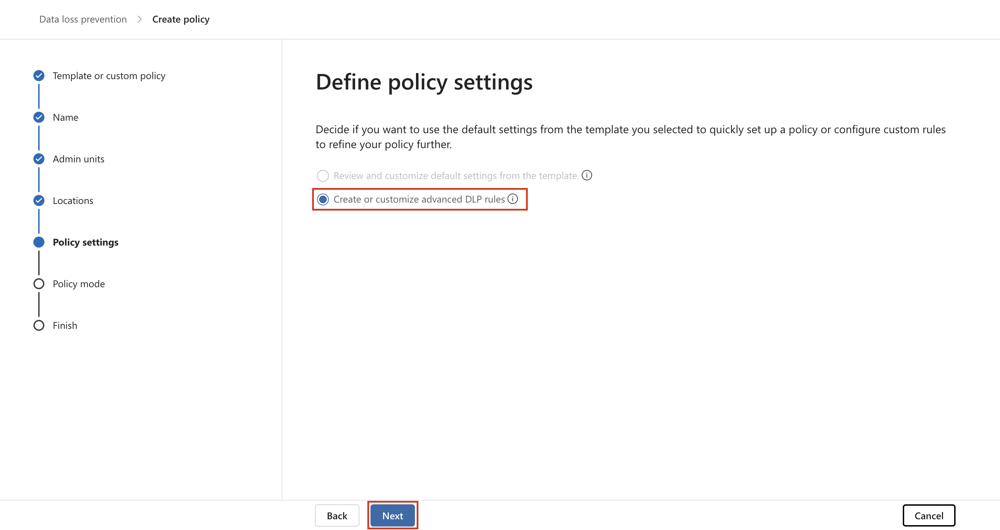 Data loss prevention > Create policy
Template or custom policy
Name
Admin units
Locations
Policy settings
Policy mode
Finish
Define policy settings
Decide if you want to use the default settings from the template you selected to quickly set up a policy or configure custom rules
to refine your policy further.
Review and customize default settings from the template.
Create or customize advanced DLP rules
Back
Next
Cancel